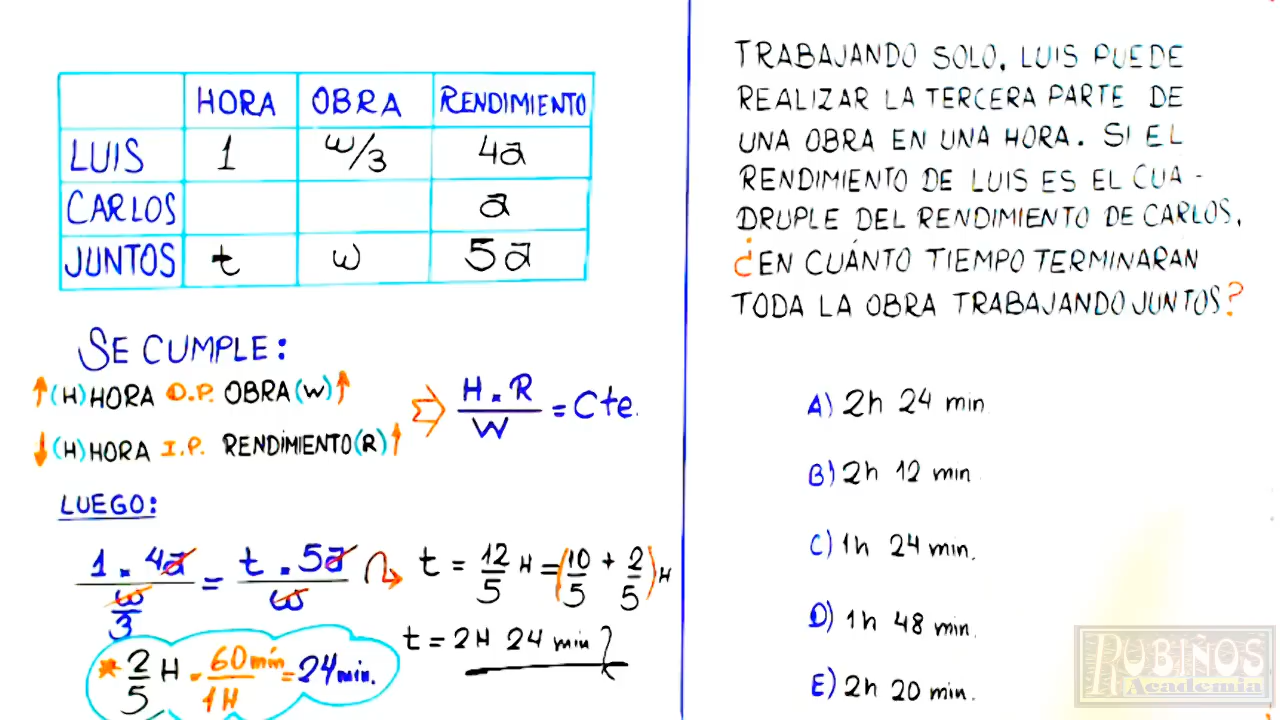 HORA OBRA RENDIMIENTO
LUIS 1 w/3 4a
CARLOS a
JUNTOS t w 5a
SE CUMPLE:
↑(H) HORA D.P. OBRA (W)↑
↓(H) HORA I.P. RENDIMIENTO (R)↑
⇨ H . R / W = Cte.
LUEGO:
1 . 4a / w/3 = t . 5a / w
t = 12/5 H = (10/5 + 2/5) H
t = 2H 24 min
* 2/5 H . 60 min / 1H = 24 min.
TRABAJANDO SOLO, LUIS PUEDE
REALIZAR LA TERCERA PARTE DE
UNA OBRA EN UNA HORA. SI EL
RENDIMIENTO DE LUIS ES EL CUA-
DRUPLE DEL RENDIMIENTO DE CARLOS,
¿EN CUÁNTO TIEMPO TERMINARAN
TODA LA OBRA TRABAJANDO JUNTOS?
A) 2h 24 min
B) 2h 12 min
C) 1h 24 min.
D) 1h 48 min.
E) 2h 20 min.
RUBIÑOS
Academia